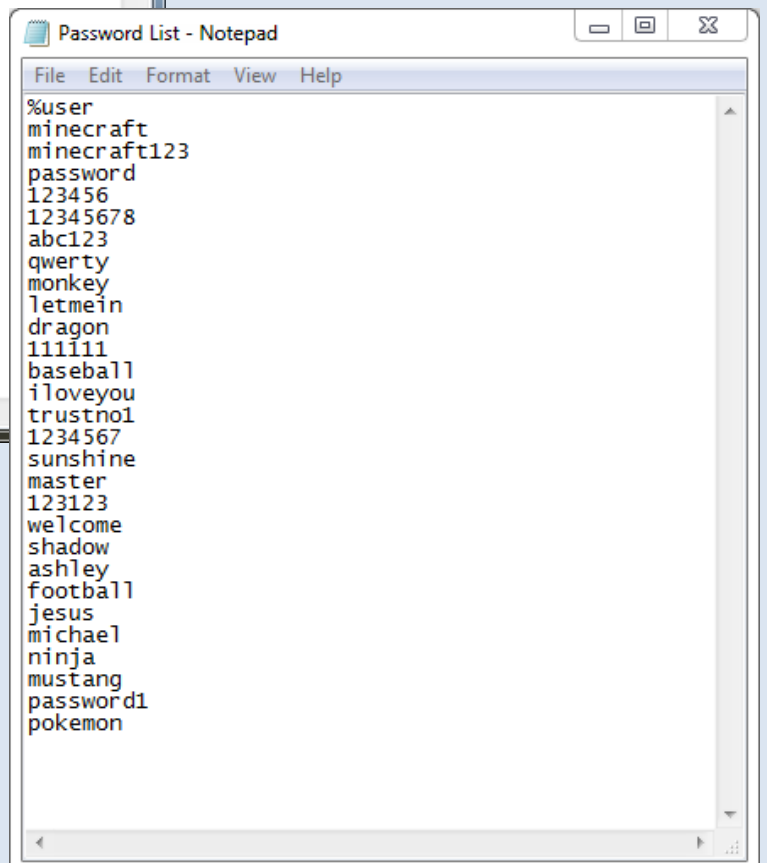 Password List - Notepad
File Edit Format View Help
%user
minecraft
minecraft123
password
123456
12345678
abc123
qwerty
monkey
letmein
dragon
111111
baseball
iloveyou
trustno1
1234567
sunshine
master
123123
welcome
shadow
ashley
football
jesus
michael
ninja
mustang
password1
pokemon